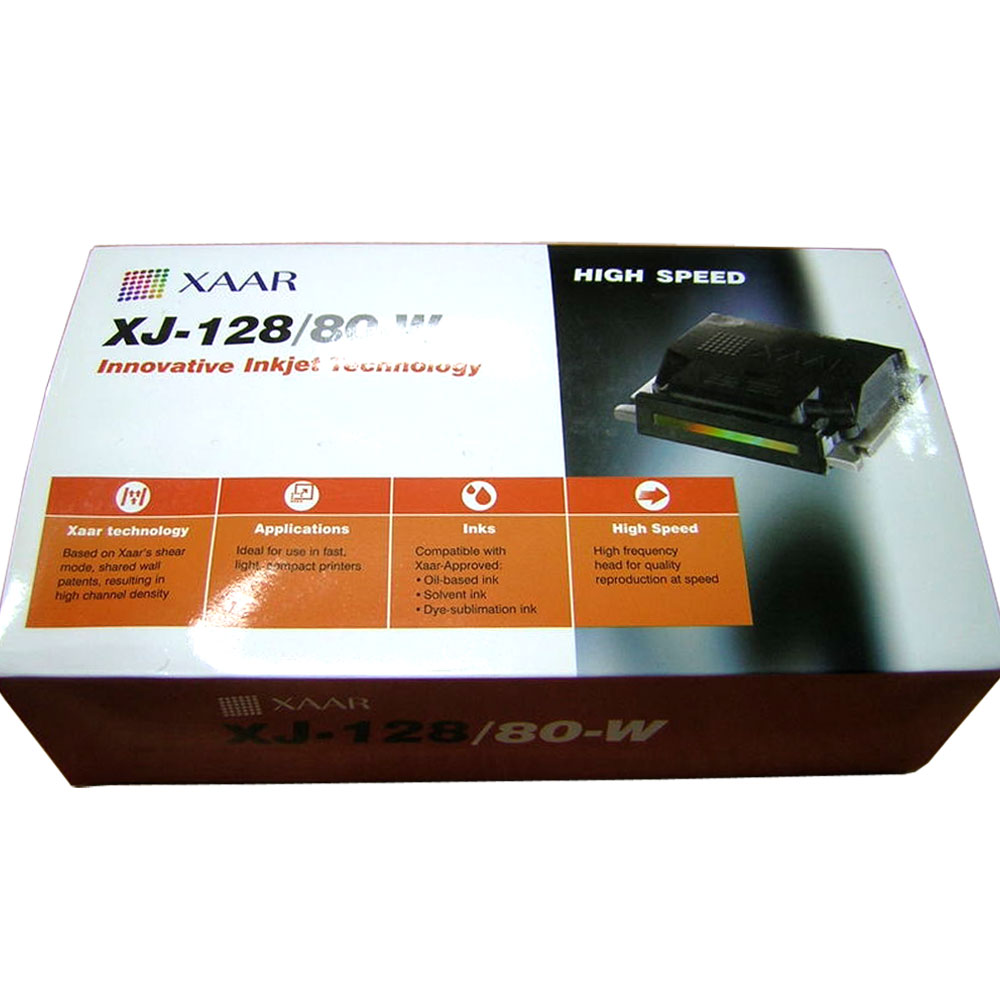 XAAR
XJ-128/80-W
Innovative Inkjet Technology
HIGH SPEED
XAAR
Xaar technology
Based on Xaar's shear
mode, shared wall
patents, resulting in
high channel density
Applications
Ideal for use in fast,
light, compact printers
Inks
Compatible with
Xaar-Approved:
• Oil-based ink
• Solvent ink
• Dye-sublimation ink
High Speed
High frequency
head for quality
reproduction at speed
XAAR
XJ-128/80-W